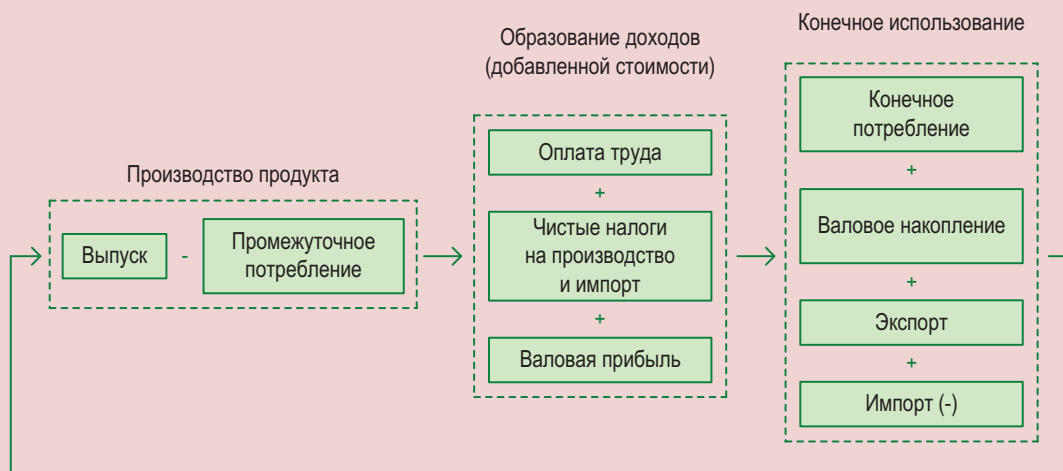 Производство продукта
Выпуск
-
Промежуточное
потребление
Образование доходов
(добавленной стоимости)
Оплата труда
+
Чистые налоги
на производство
и импорт
+
Валовая прибыль
Конечное использование
Конечное
потребление
+
Валовое накопление
+
Экспорт
+
Импорт (-)